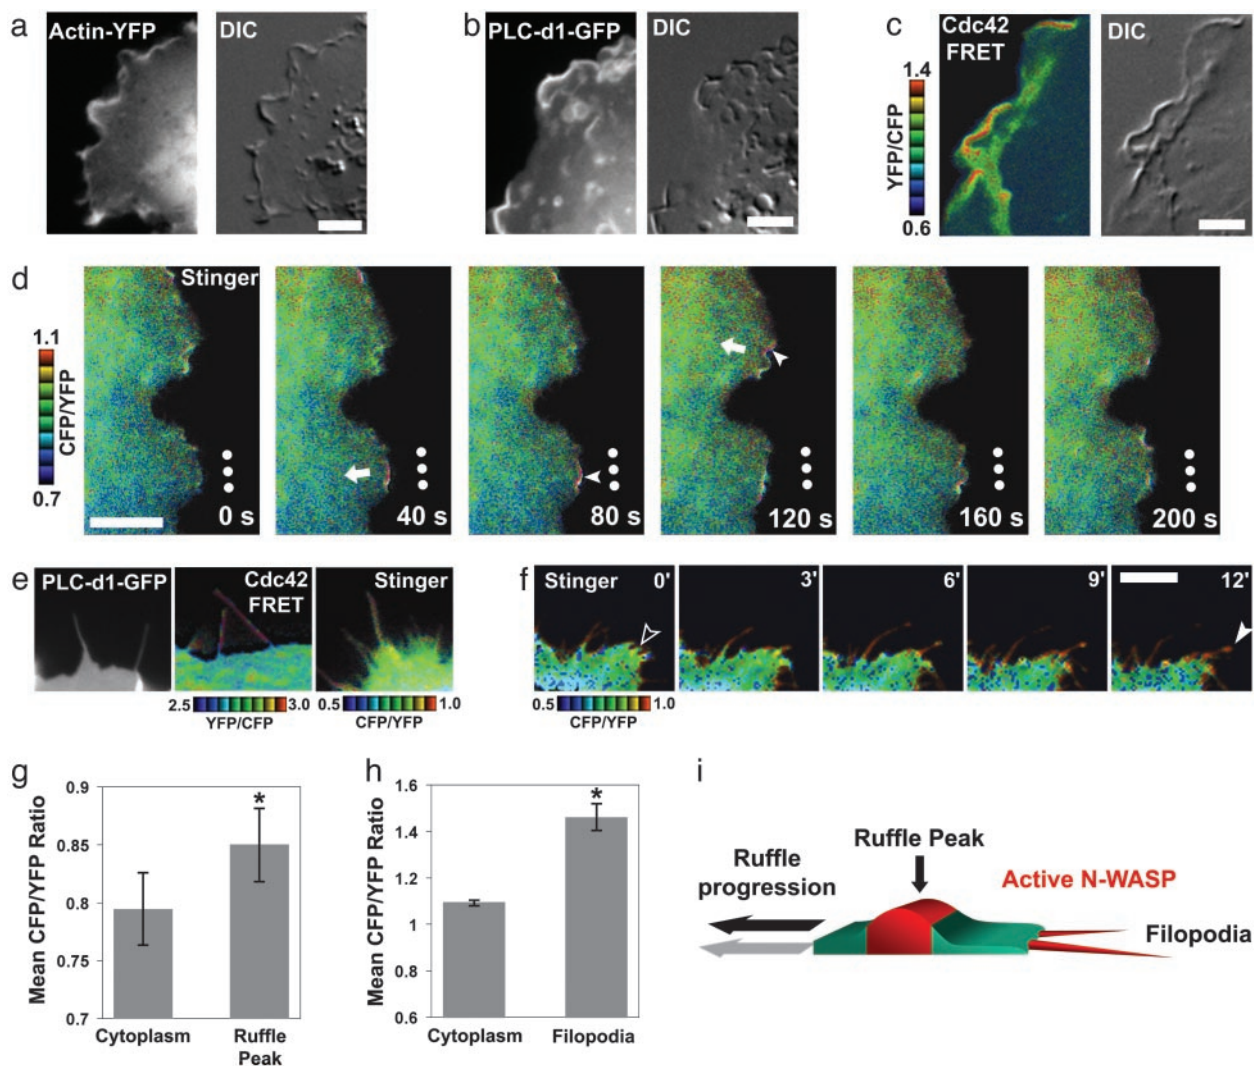 a
Actin-YFP
DIC
b
PLC-d1-GFP
DIC
c
Cdc42
FRET
DIC
1.4
YFP/CFP
0.6
d
Stinger
1.1
CFP/YFP
0.7
0 s
40 s
80 s
120 s
160 s
200 s
e
PLC-d1-GFP
Cdc42
FRET
Stinger
2.5
3.0
YFP/CFP
0.5
1.0
CFP/YFP
f
Stinger
0'
3'
6'
9'
12'
0.5
1.0
CFP/YFP
g
Mean CFP/YFP Ratio
0.9
0.85
0.8
0.75
0.7
*
Cytoplasm
Ruffle
Peak
h
Mean CFP/YFP Ratio
1.6
1.4
1.2
1
0.8
0.6
*
Cytoplasm
Filopodia
i
Ruffle
progression
Ruffle Peak
Active N-WASP
Filopodia